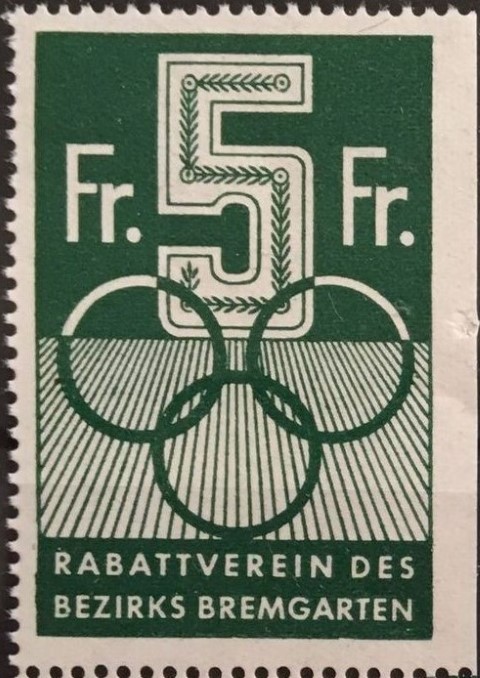 Fr. 5 Fr.
RABATTVEREIN DES
BEZIRKS BREMGARTEN